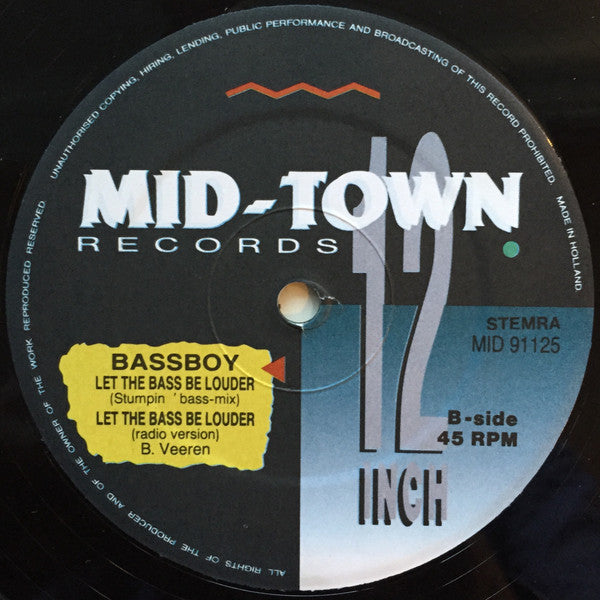 UNAUTHORISED COPYING, HIRING, LENDING, PUBLIC PERFORMANCE AND BROADCASTING OF THIS RECORD PROHIBITED. MADE IN HOLLAND.
MID-TOWN
RECORDS
12
INCH
STEMRA
MID 91125
BASSBOY
LET THE BASS BE LOUDER
(Stumpin ' bass-mix)
LET THE BASS BE LOUDER
(radio version)
B. Veeren
B-side
45 RPM
ALL RIGHTS OF THE PRODUCER AND OF THE OWNER OF THE WORK REPRODUCED RESERVED